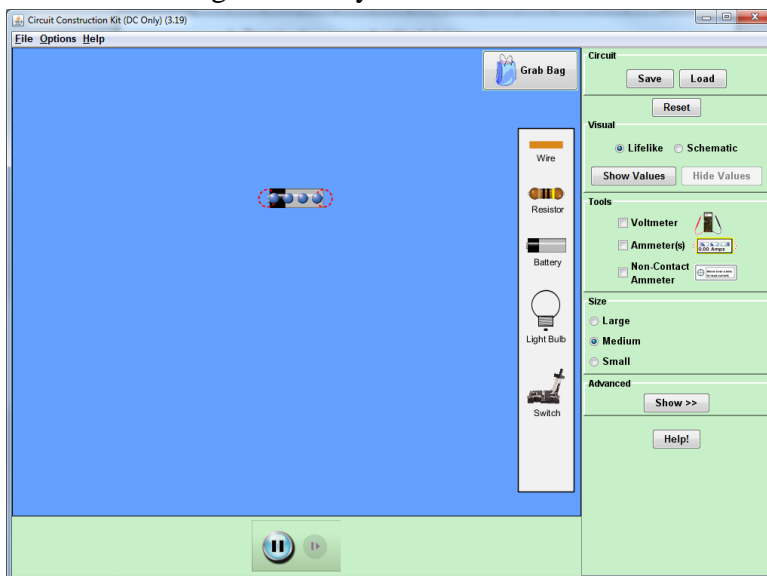 Circuit Construction Kit (DC Only) (3.19)
File Options Help
Grab Bag
Wire
Resistor
Battery
Light Bulb
Switch
Circuit
Save Load
Reset
Visual
Lifelike Schematic
Show Values Hide Values
Tools
Voltmeter
Ammeter(s)
0.00 Amps
Non-Contact
Ammeter
Size
Large
Medium
Small
Advanced
Show >>
Help!